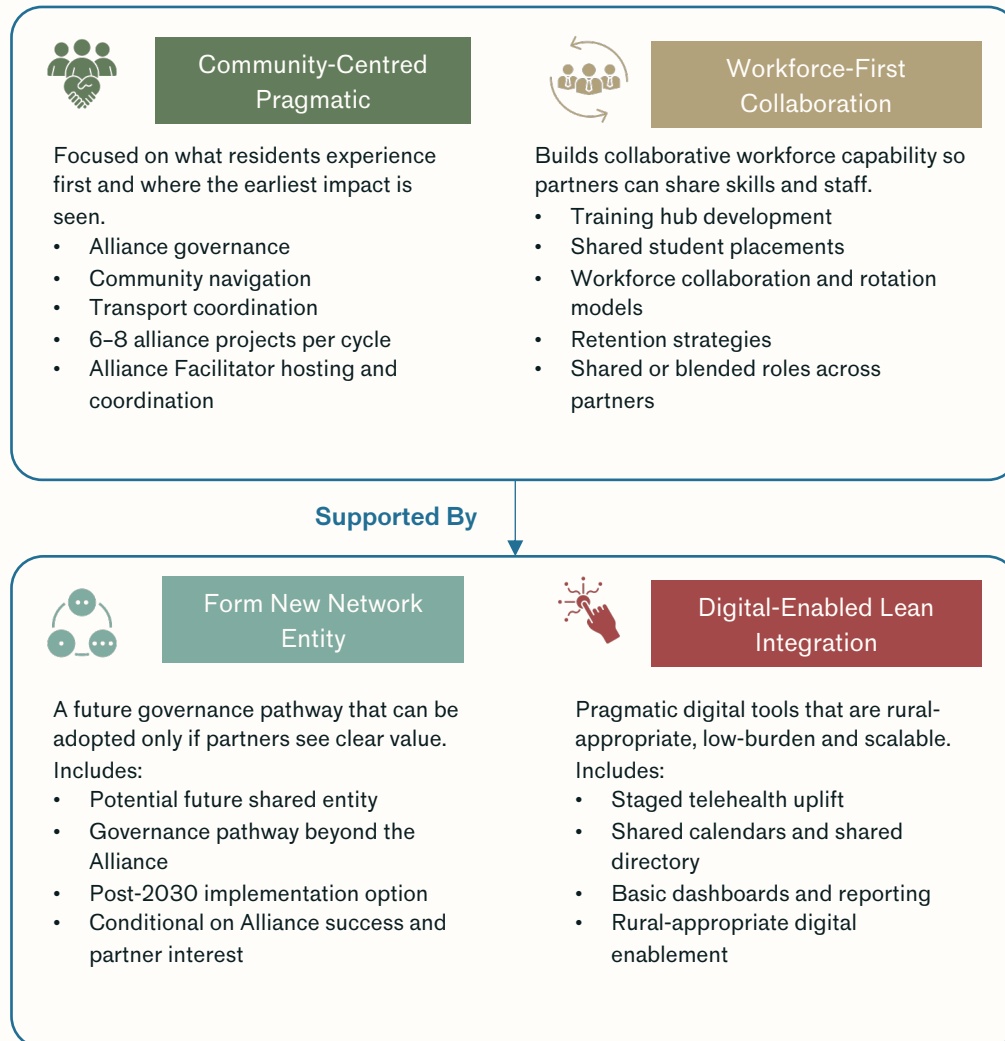 Community-Centred
Pragmatic
Focused on what residents experience
first and where the earliest impact is
seen.
• Alliance governance
• Community navigation
• Transport coordination
• 6–8 alliance projects per cycle
• Alliance Facilitator hosting and
coordination
Workforce-First
Collaboration
Builds collaborative workforce capability so
partners can share skills and staff.
• Training hub development
• Shared student placements
• Workforce collaboration and rotation
models
• Retention strategies
• Shared or blended roles across
partners
Supported By
Form New Network
Entity
A future governance pathway that can be
adopted only if partners see clear value.
Includes:
• Potential future shared entity
• Governance pathway beyond the
Alliance
• Post-2030 implementation option
• Conditional on Alliance success and
partner interest
Digital-Enabled Lean
Integration
Pragmatic digital tools that are rural-
appropriate, low-burden and scalable.
Includes:
• Staged telehealth uplift
• Shared calendars and shared
directory
• Basic dashboards and reporting
• Rural-appropriate digital
enablement